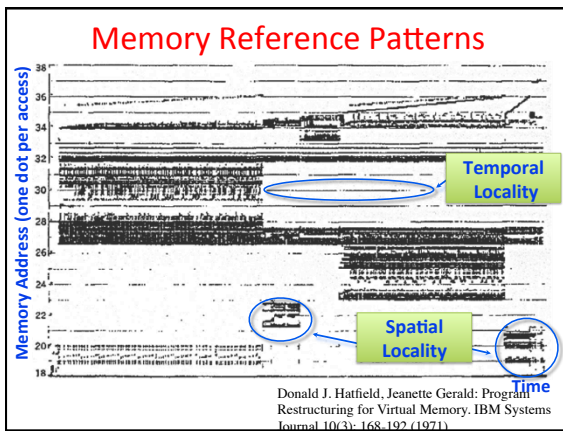 Memory Reference Patterns
Memory Address (one dot per access)
38
36
34
32
30
28
26
24
22
20
18
Temporal
Locality
Spatial
Locality
Time
Donald J. Hatfield, Jeanette Gerald: Program
Restructuring for Virtual Memory. IBM Systems
Journal 10(3): 168-192 (1971)